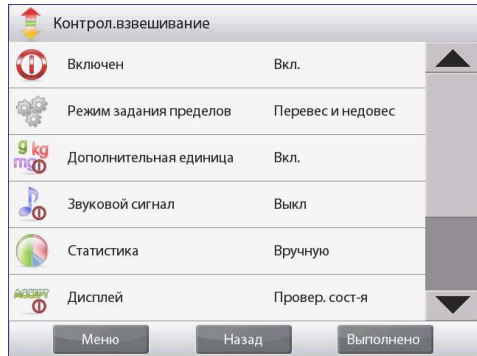 Контрол.взвешивание
Включен Вкл.
Режим задания пределов Перевес и недовес
g kg
mg
Дополнительная единица Вкл.
Звуковой сигнал Выкл
Статистика Вручную
ACCEPT
Дисплей Провер. сост-я
Меню Назад Выполнено